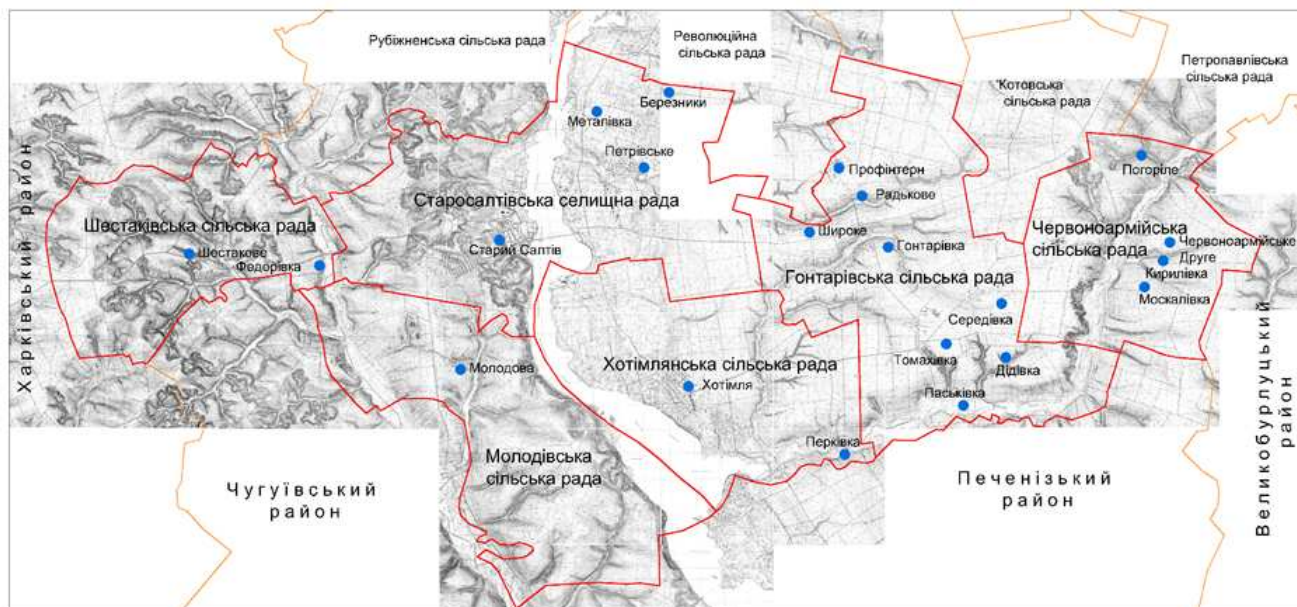 Рубіжненська сільська рада
Революційна
сільська рада
Петропавлівська
сільська рада
Котовська
сільська рада
Березники
Металівка
Петрівське
Профінтерн
Радькове
Погоріле
Харківський район
Шестаківська сільська рада
Старосалтівська селищна рада
Червоноармійська
сільська рада
Шестакове
Федорівка
Старий Салтів
Широке
Гонтарівка
Червоноармійське
Друге
Кирилівка
Москалівка
Гонтарівська сільська рада
Середівка
Томахівка
Дідівка
Хотімлянська сільська рада
Молодова
Хотімля
Паськівка
Перківка
Молодівська
сільська рада
Чугуївський
район
Печенізький
район
Великобурлуцький
район